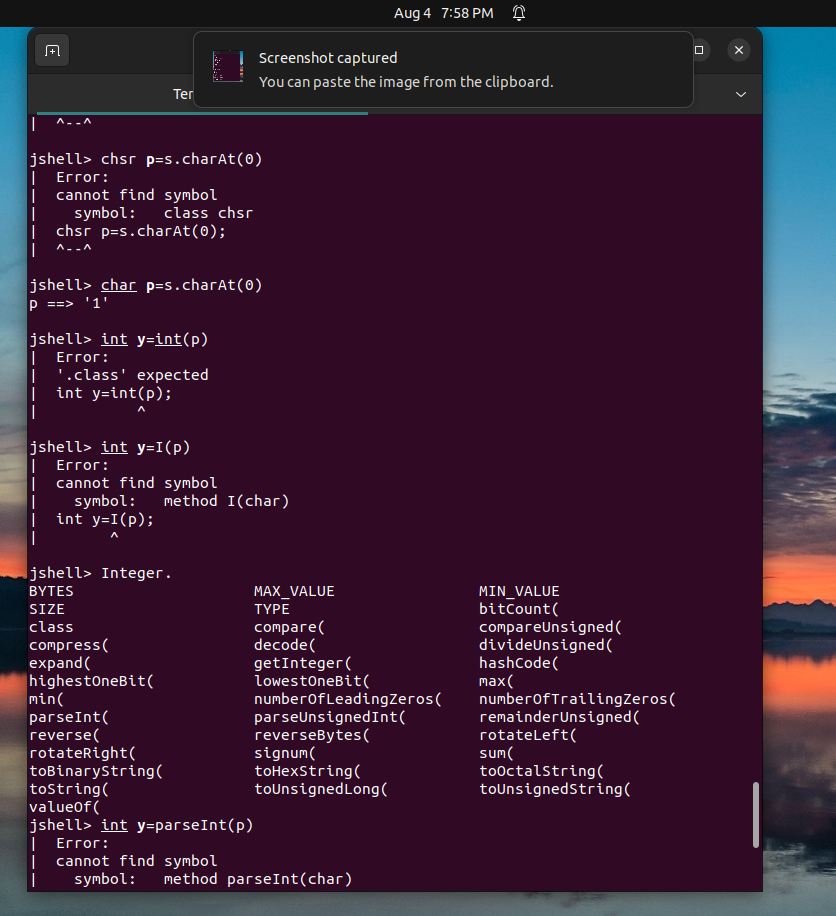 Aug 4 7:58 PM
Screenshot captured
You can paste the image from the clipboard.
Ter
| ^--^
jshell> chsr p=s.charAt(0)
| Error:
| cannot find symbol
| symbol: class chsr
| chsr p=s.charAt(0);
| ^--^
jshell> char p=s.charAt(0)
p ==> '1'
jshell> int y=int(p)
| Error:
| '.class' expected
| int y=int(p);
| ^
jshell> int y=I(p)
| Error:
| cannot find symbol
| symbol: method I(char)
| int y=I(p);
| ^
jshell> Integer.
BYTES MAX_VALUE MIN_VALUE
SIZE TYPE bitCount(
class compare( compareUnsigned(
compress( decode( divideUnsigned(
expand( getInteger( hashCode(
highestOneBit( lowestOneBit( max(
min( numberOfLeadingZeros( numberOfTrailingZeros(
parseInt( parseUnsignedInt( remainderUnsigned(
reverse( reverseBytes( rotateLeft(
rotateRight( signum( sum(
toBinaryString( toHexString( toOctalString(
toString( toUnsignedLong( toUnsignedString(
valueOf(
jshell> int y=parseInt(p)
| Error:
| cannot find symbol
| symbol: method parseInt(char)